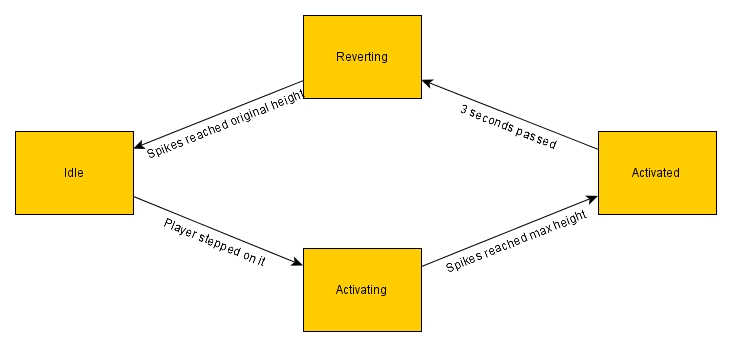 Reverting
Spikes reached original height
3 seconds passed
Idle
Activated
Player stepped on it
Spikes reached max height
Activating